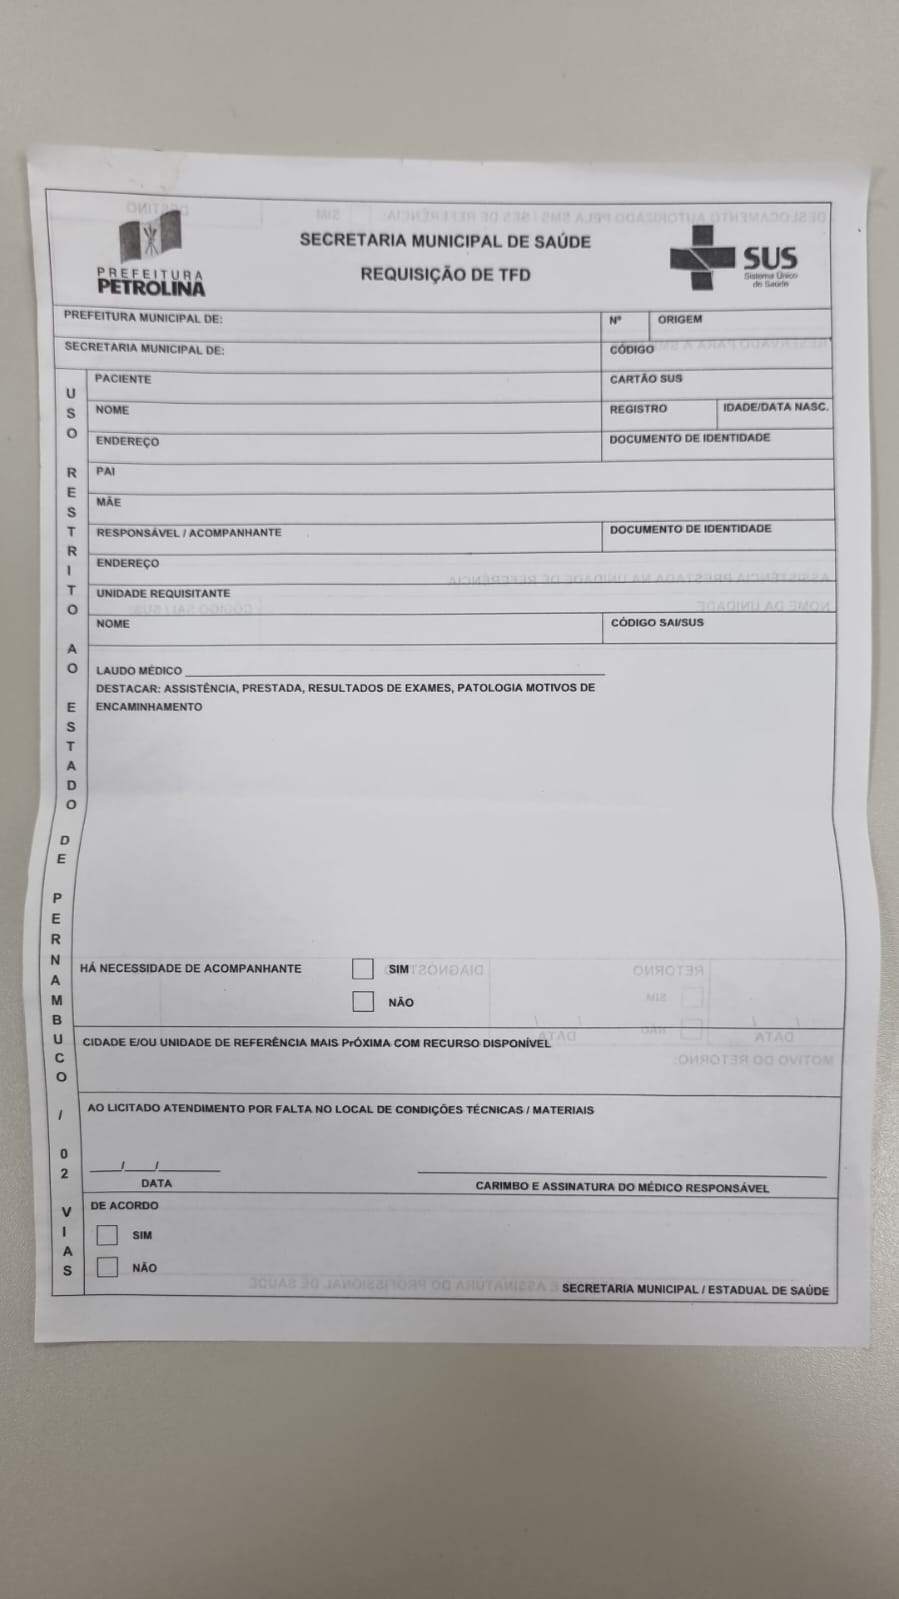 SECRETARIA MUNICIPAL DE SAÚDE
REQUISIÇÃO DE TFD
PREFEITURA
PETROLINA
SUS
Sistema Único
de Saúde
PREFEITURA MUNICIPAL DE:
Nº
ORIGEM
SECRETARIA MUNICIPAL DE:
CÓDIGO
USO RESTRITO AO ESTADO DE PERNAMBUCO / 02 VIAS
PACIENTE
CARTÃO SUS
NOME
REGISTRO
IDADE/DATA NASC.
ENDEREÇO
DOCUMENTO DE IDENTIDADE
PAI
MÃE
RESPONSÁVEL / ACOMPANHANTE
DOCUMENTO DE IDENTIDADE
ENDEREÇO
UNIDADE REQUISITANTE
NOME
CÓDIGO SAI/SUS
LAUDO MÉDICO
DESTACAR: ASSISTÊNCIA, PRESTADA, RESULTADOS DE EXAMES, PATOLOGIA MOTIVOS DE
ENCAMINHAMENTO
HÁ NECESSIDADE DE ACOMPANHANTE
SIM
NÃO
CIDADE E/OU UNIDADE DE REFERÊNCIA MAIS PrÓXIMA COM RECURSO DISPONÍVEL
AO LICITADO ATENDIMENTO POR FALTA NO LOCAL DE CONDIÇÕES TÉCNICAS / MATERIAIS
____/____/________
DATA
CARIMBO E ASSINATURA DO MÉDICO RESPONSÁVEL
DE ACORDO
SIM
NÃO
SECRETARIA MUNICIPAL / ESTADUAL DE SAÚDE